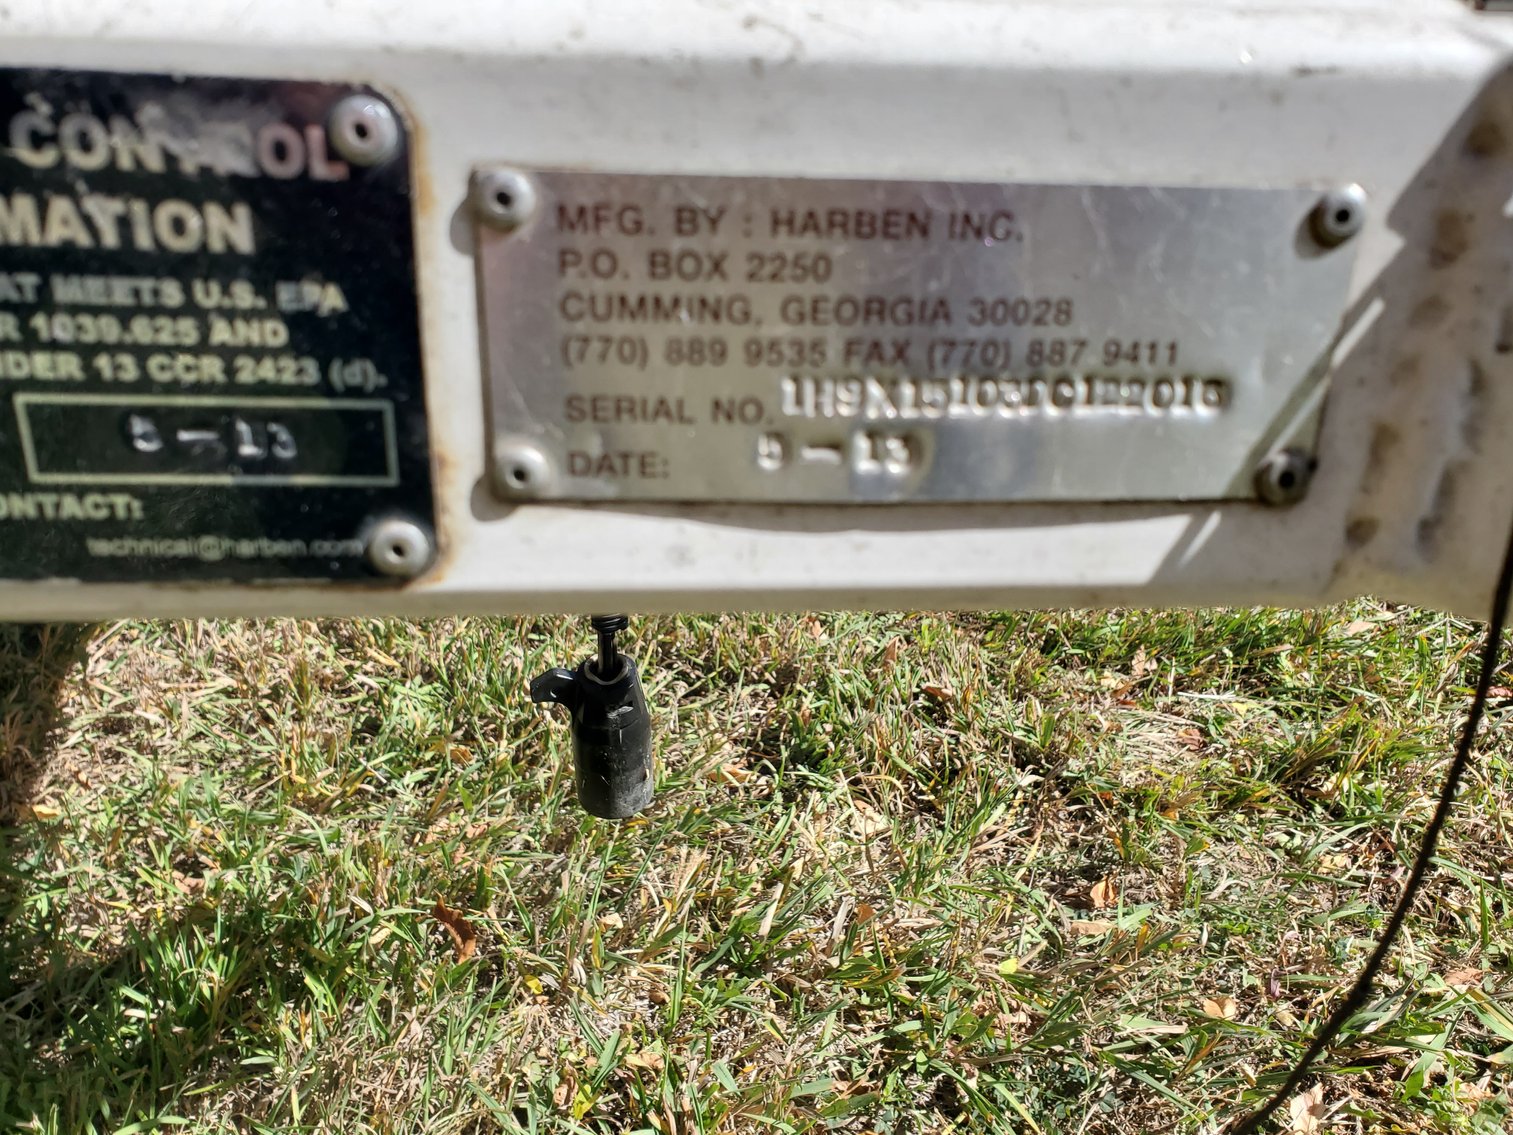 CONTROL
MATION
AT MEETS U.S. EPA
R 1039.625 AND
NDER 13 CCR 2423 (d).
5 - 13
ONTACT:
technical@harben.com
MFG. BY : HARBEN INC.
P.O. BOX 2250
CUMMING, GEORGIA 30028
(770) 889 9535 FAX (770) 887 9411
SERIAL NO.
DATE: 5 - 13